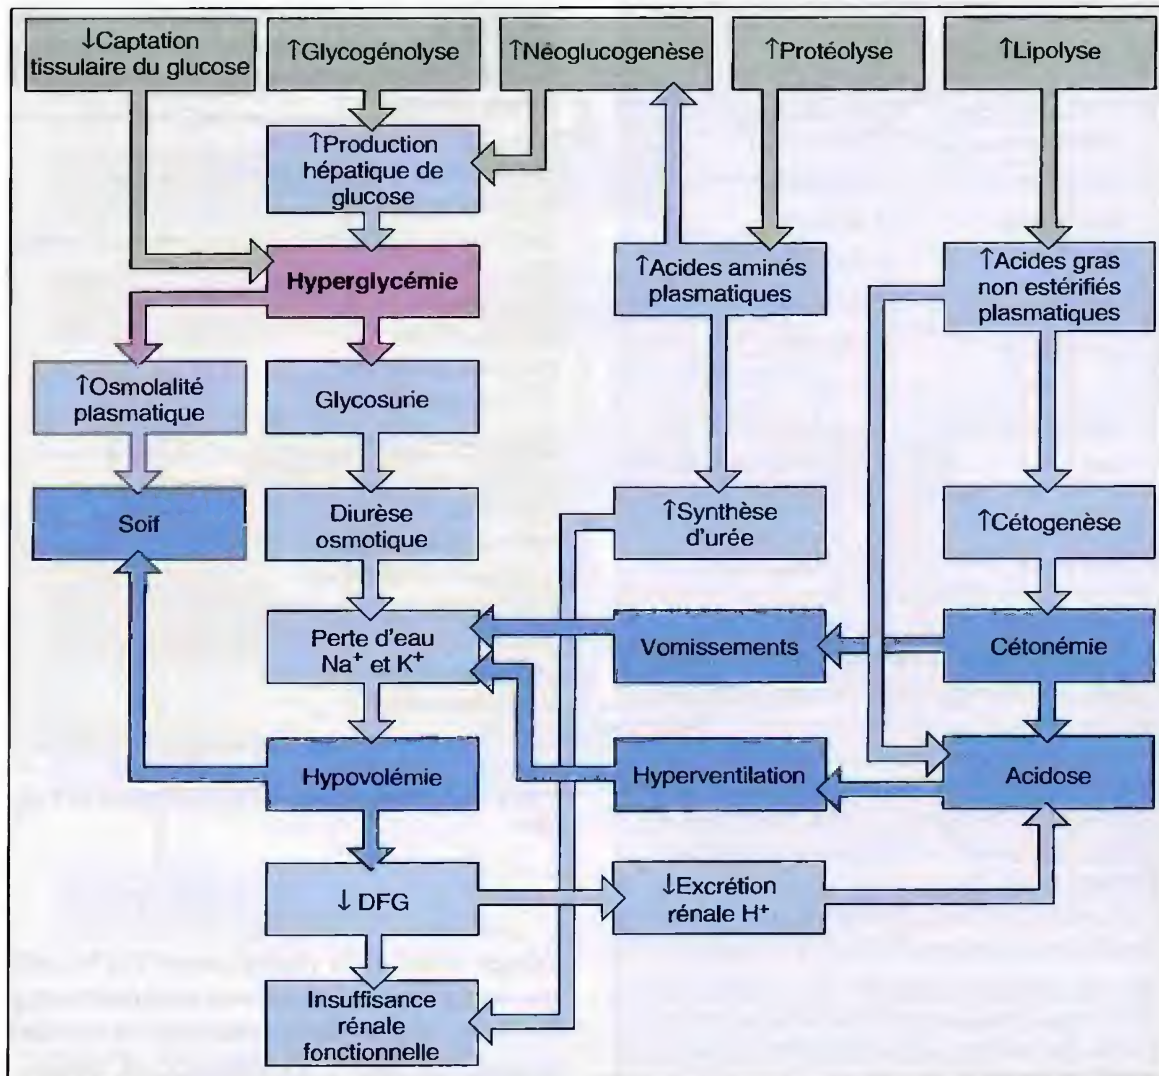 ↓Captation
tissulaire du glucose
↑Glycogénolyse
↑Néoglucogenèse
↑Protéolyse
↑Lipolyse
↑Production
hépatique de
glucose
Hyperglycémie
↑Acides aminés
plasmatiques
↑Acides gras
non estérifiés
plasmatiques
↑Osmolalité
plasmatique
Glycosurie
Soif
Diurèse
osmotique
↑Synthèse
d'urée
↑Cétogenèse
Perte d'eau
Na⁺ et K⁺
Vomissements
Cétonémie
Hypovolémie
Hyperventilation
Acidose
↓ DFG
↓Excrétion
rénale H⁺
Insuffisance
rénale
fonctionnelle